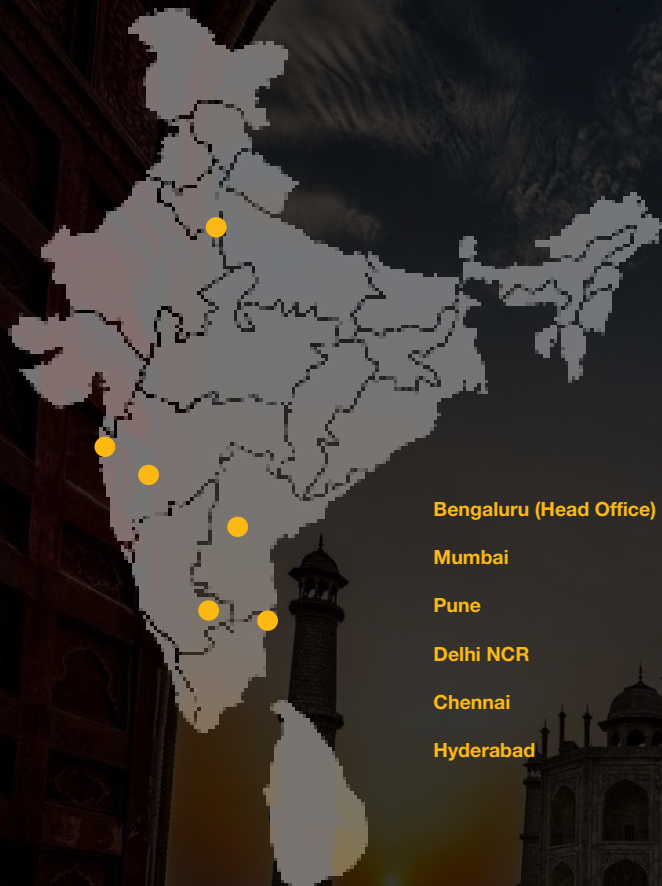 Bengaluru (Head Office)
Mumbai
Pune
Delhi NCR
Chennai
Hyderabad